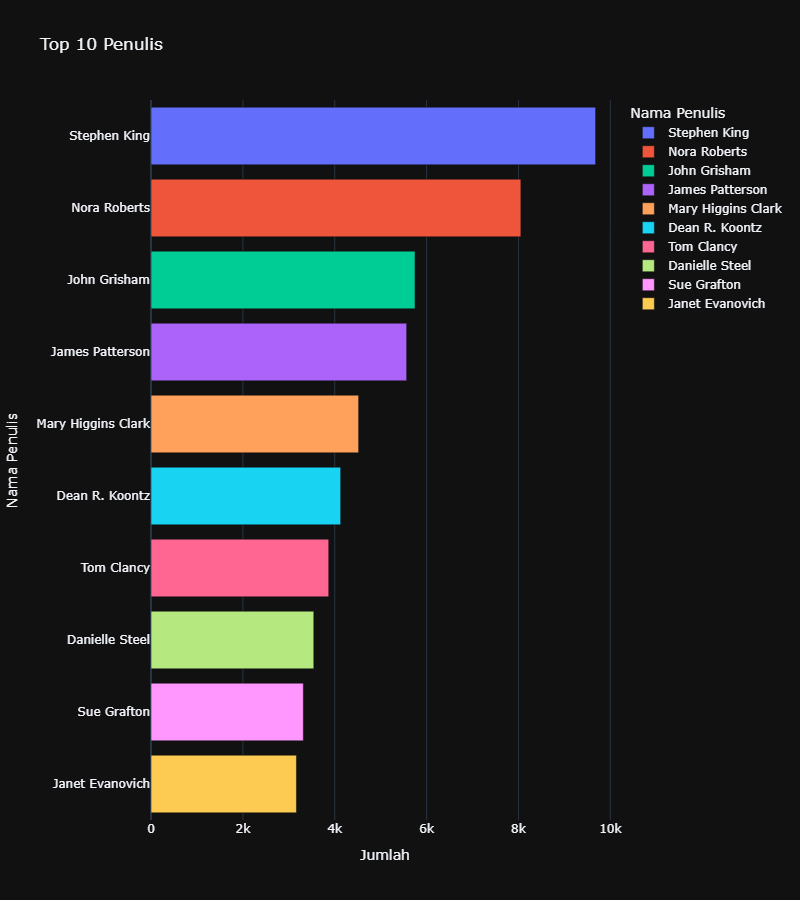 Top 10 Penulis
Nama Penulis
Stephen King
Nora Roberts
John Grisham
James Patterson
Mary Higgins Clark
Dean R. Koontz
Tom Clancy
Danielle Steel
Sue Grafton
Janet Evanovich
0 2k 4k 6k 8k 10k
Jumlah
Nama Penulis
Stephen King
Nora Roberts
John Grisham
James Patterson
Mary Higgins Clark
Dean R. Koontz
Tom Clancy
Danielle Steel
Sue Grafton
Janet Evanovich